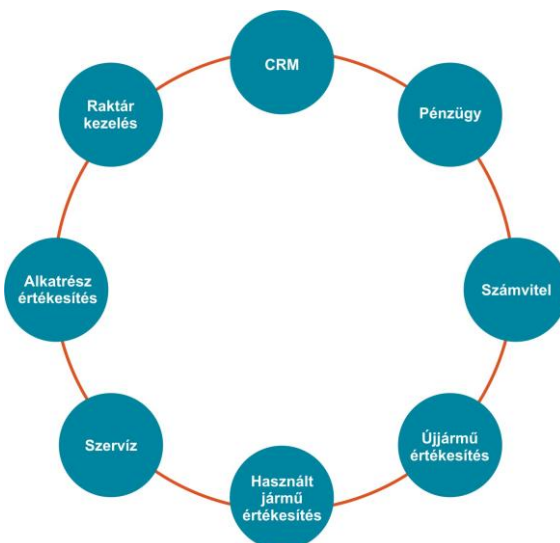 CRM
Pénzügy
Számvitel
Újjármű
értékesítés
Használt
jármű
értékesítés
Szervíz
Alkatrész
értékesítés
Raktár
kezelés